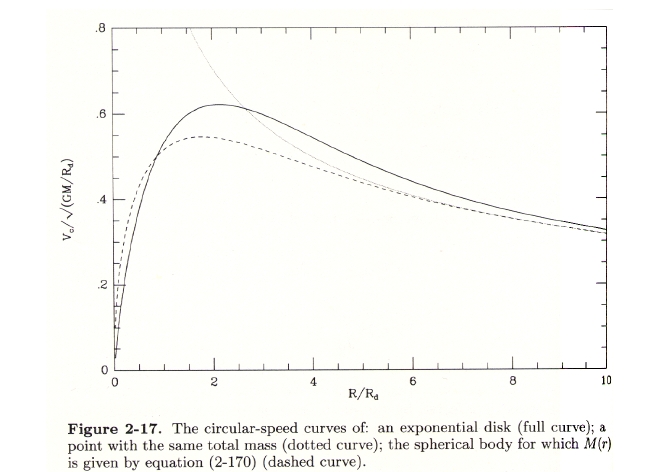 .8
.6
.4
.2
0
V_c/√(GM/R_d)
0 2 4 6 8 10
R/R_d
Figure 2-17. The circular-speed curves of: an exponential disk (full curve); a
point with the same total mass (dotted curve); the spherical body for which M(r)
is given by equation (2-170) (dashed curve).